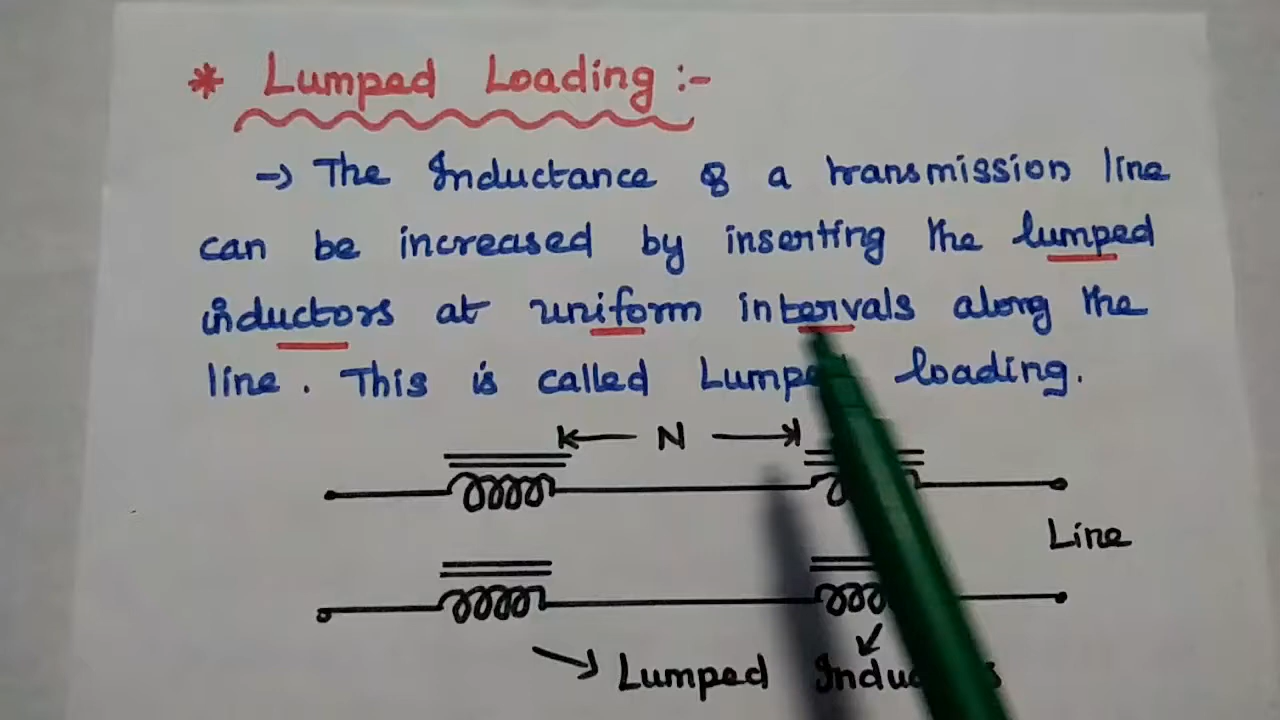 * Lumped Loading :-
→ The Inductance of a transmission line
can be increased by inserting the lumped
inductors at uniform intervals along the
line. This is called Lumped loading.
N
Line
Lumped